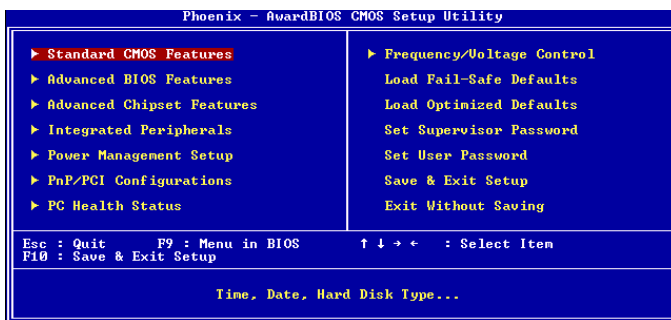 Phoenix - AwardBIOS CMOS Setup Utility
▶ Standard CMOS Features
▶ Advanced BIOS Features
▶ Advanced Chipset Features
▶ Integrated Peripherals
▶ Power Management Setup
▶ PnP/PCI Configurations
▶ PC Health Status
▶ Frequency/Voltage Control
Load Fail-Safe Defaults
Load Optimized Defaults
Set Supervisor Password
Set User Password
Save & Exit Setup
Exit Without Saving
Esc : Quit F9 : Menu in BIOS ↑ ↓ → ← : Select Item
F10 : Save & Exit Setup
Time, Date, Hard Disk Type...